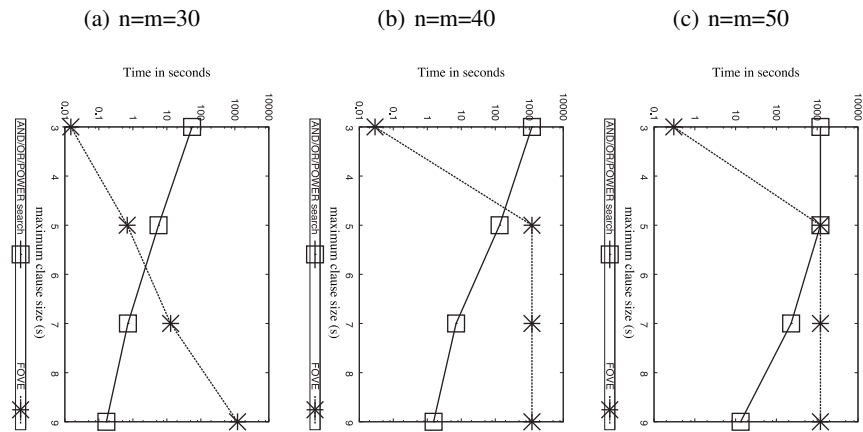 (a) n=m=30
(b) n=m=40
(c) n=m=50
Time in seconds
0.01
0.1
1
10
100
1000
10000
3
4
5
6
7
8
9
maximum clause size (s)
AND/OR/POWER search
FOVE
Time in seconds
0.01
0.1
1
10
100
1000
10000
3
4
5
6
7
8
9
maximum clause size (s)
AND/OR/POWER search
FOVE
Time in seconds
0.1
1
10
100
1000
10000
3
4
5
6
7
8
9
maximum clause size (s)
AND/OR/POWER search
FOVE